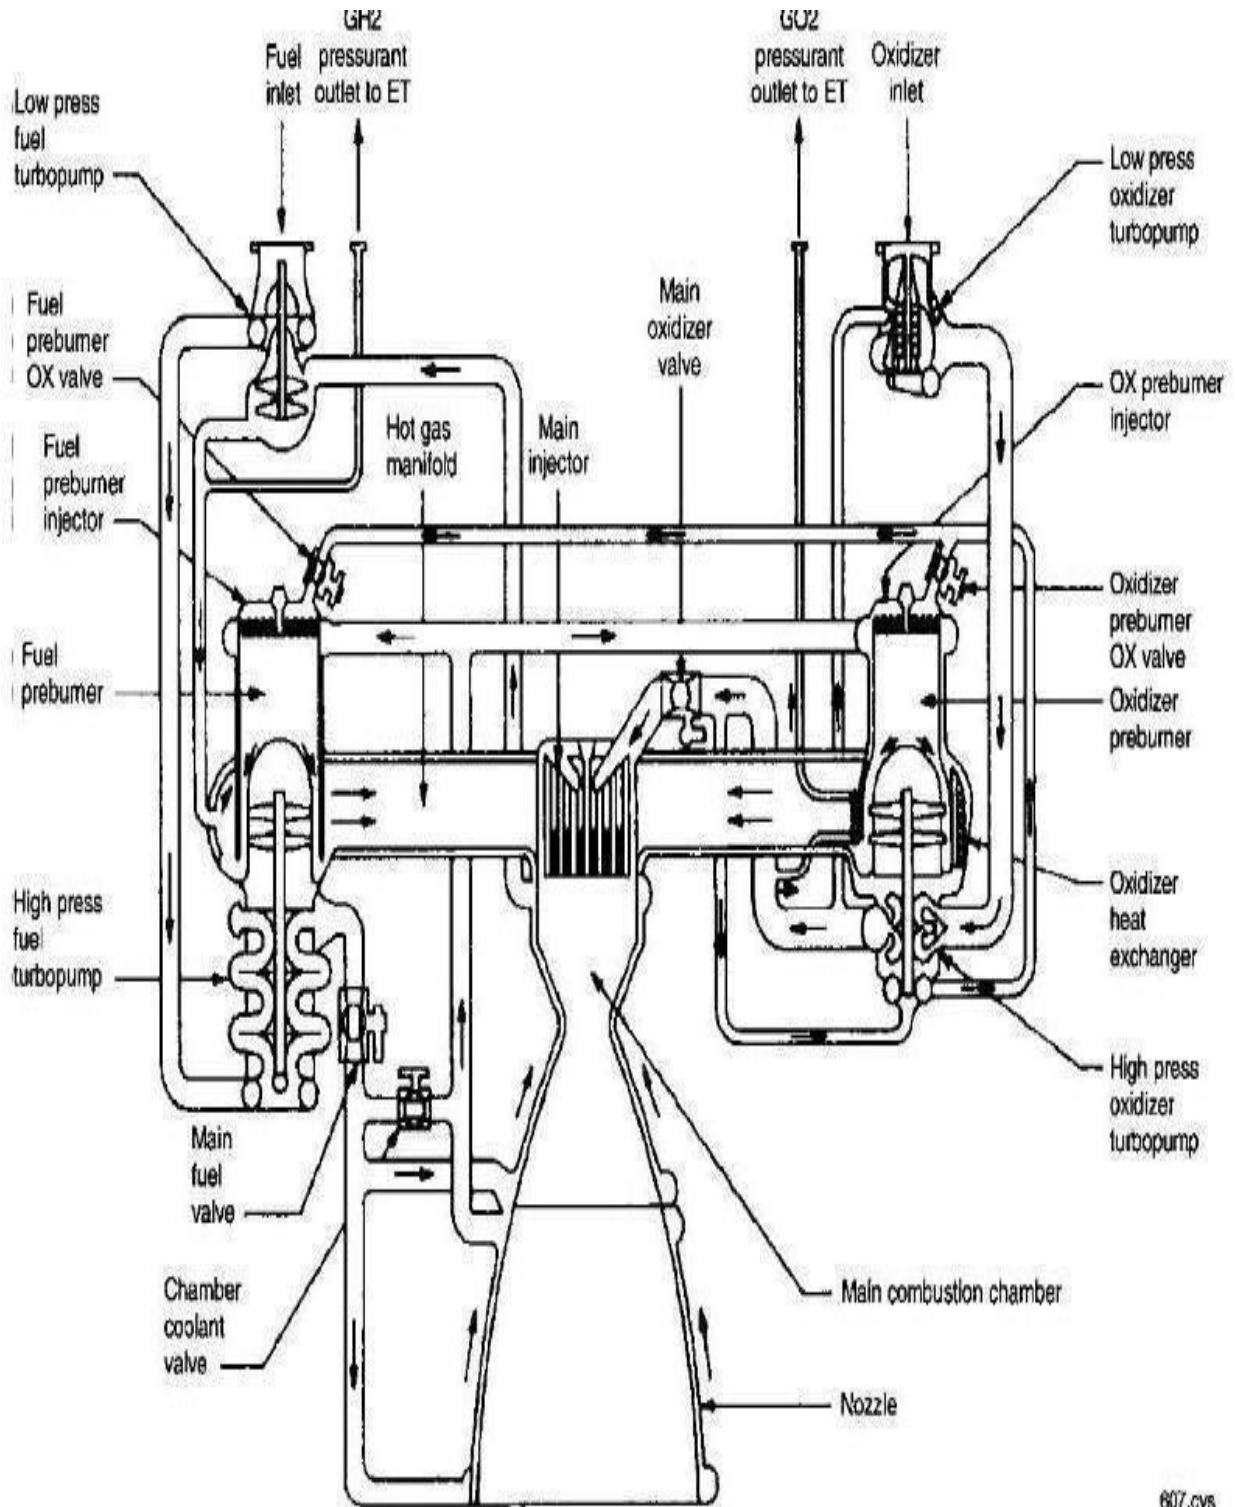 GH2
pressurant
outlet to ET
GO2
pressurant
outlet to ET
Fuel
inlet
Oxidizer
inlet
Low press
fuel
turbopump
Low press
oxidizer
turbopump
Fuel
preburner
OX valve
Main
oxidizer
valve
OX preburner
injector
Fuel
preburner
injector
Hot gas
manifold
Main
injector
Oxidizer
preburner
OX valve
Fuel
preburner
Oxidizer
preburner
High press
fuel
turbopump
Oxidizer
heat
exchanger
High press
oxidizer
turbopump
Main
fuel
valve
Chamber
coolant
valve
Main combustion chamber
Nozzle
607.cvs